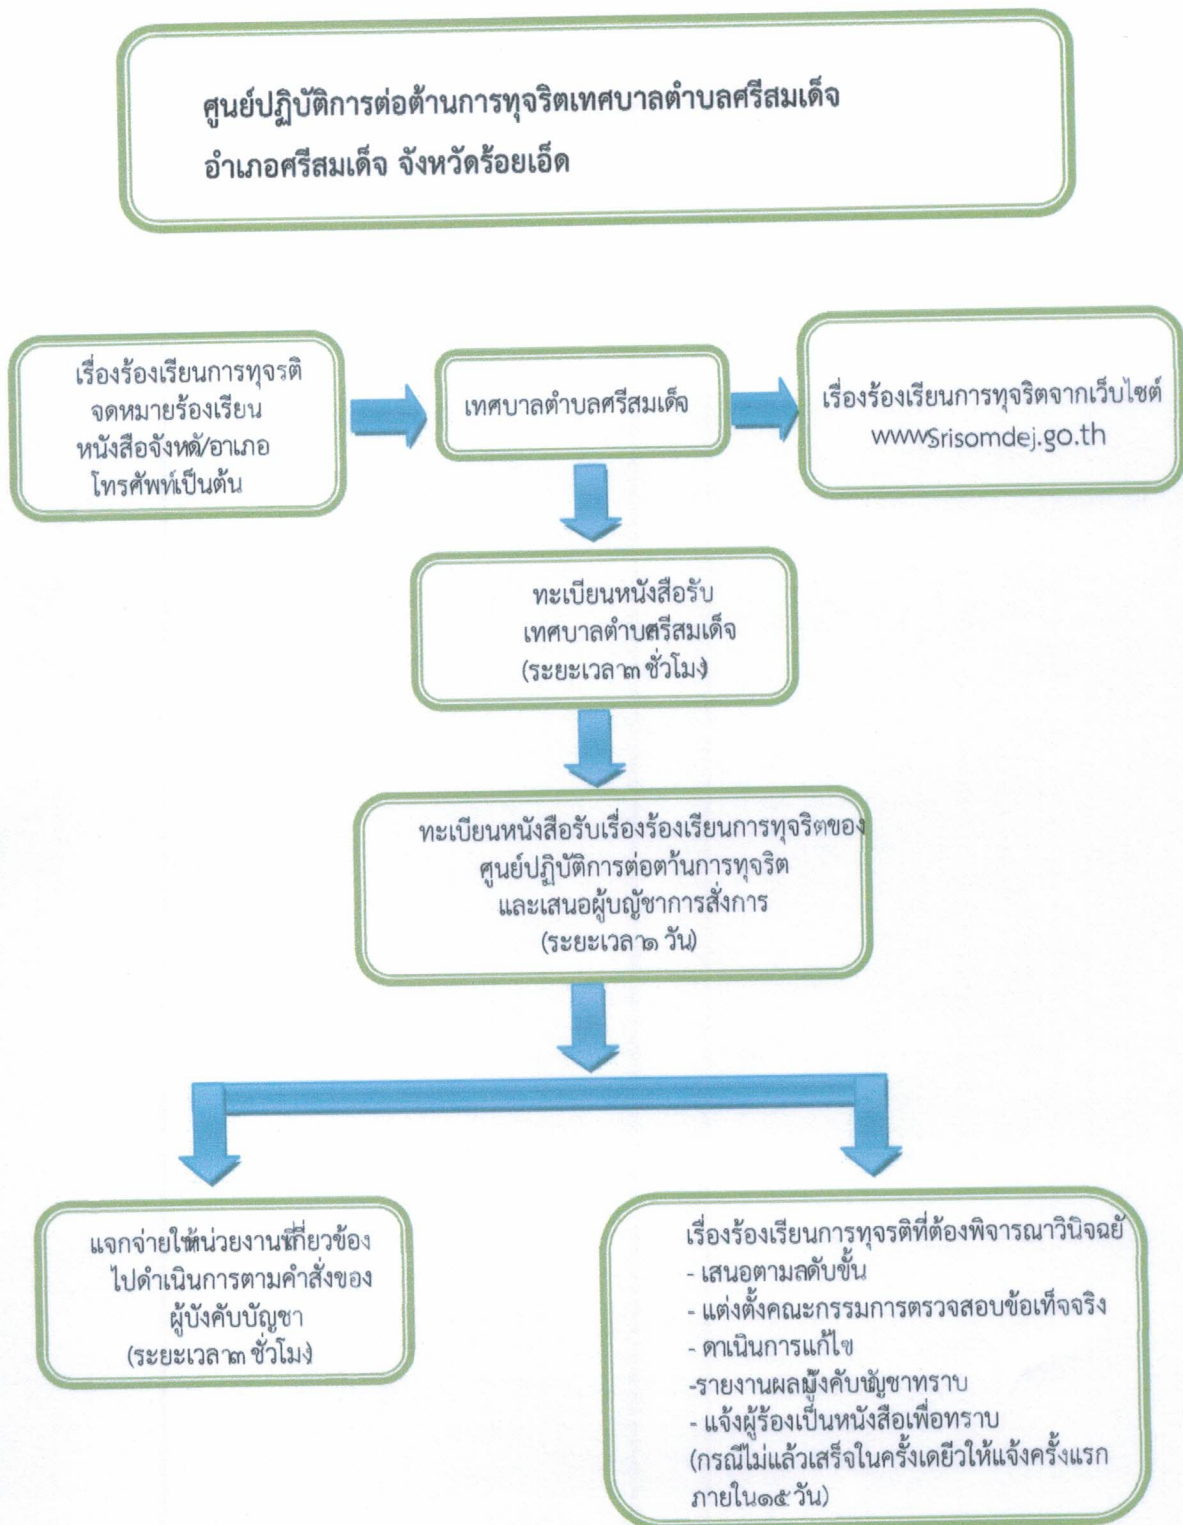 ศูนย์ปฏิบัติการต่อต้านการทุจริตเทศบาลตำบลศรีสมเด็จ
อำเภอศรีสมเด็จ จังหวัดร้อยเอ็ด
เรื่องร้องเรียนการทุจรติ
จดหมายร้องเรียน
หนังสือจังหดั/อาเภอ
โทรศัพท์เป็นต้น
เทศบาลตำบลศรีสมเด็จ
เรื่องร้องเรียนการทุจริตจากเว็บไซต์
wwwSrisomdej.go.th
ทะเบียนหนังสือรับ
เทศบาลตำบลศรีสมเด็จ
(ระยะเวลา๓ ชั่วโมง)
ทะเบียนหนังสือรับเรื่องร้องเรียนการทุจริตของ
ศูนย์ปฏิบัติการต่อตา้นการทุจริต
และเสนอผู้บญัชาการสั่งการ
(ระยะเวลา๑ วัน)
แจกจ่ายให้หน่วยงานที่เกี่ยวข้อง
ไปดำเนินการตามคำสั่งของ
ผู้บังคับบัญชา
(ระยะเวลา๓ ชั่วโมง)
เรื่องร้องเรียนการทุจรติที่ต้องพิจารณาวินิจฉยั
- เสนอตามลดับขั้น
- แต่งตั้งคณะกรรมการตรวจสอบข้อเท็จจริง
- ดาเนินการแก้ไข
-รายงานผลผู้บังคับบัญชาทราบ
- แจ้งผู้ร้องเป็นหนังสือเพื่อทราบ
(กรณีไม่แล้วเสร็จในครั้งเดยีวให้แจ้งครั้งแรก
ภายใน๑๕ วัน)